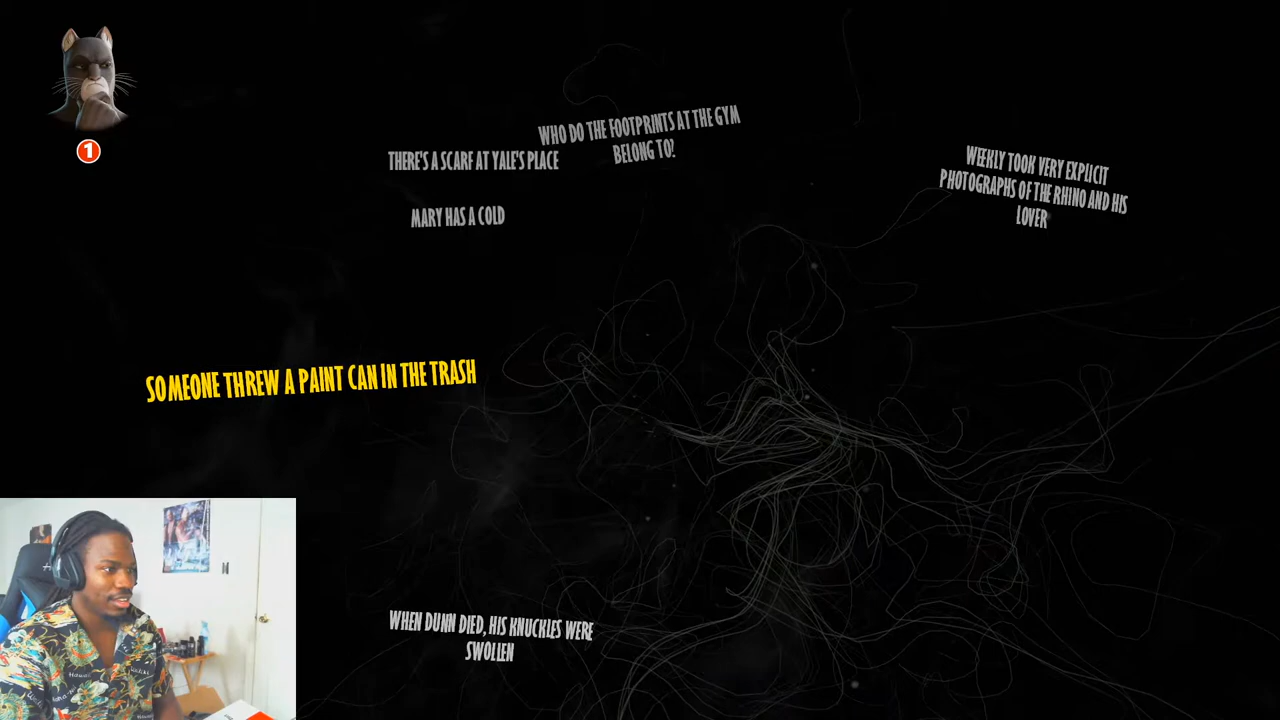 1
WHO DO THE FOOTPRINTS AT THE GYM
BELONG TO?
THERE'S A SCARF AT YALE'S PLACE
WEEKLY TOOK VERY EXPLICIT
PHOTOGRAPHS OF THE RHINO AND HIS
LOVER
MARY HAS A COLD
SOMEONE THREW A PAINT CAN IN THE TRASH
WHEN DUNN DIED, HIS KNUCKLES WERE
SWOLLEN